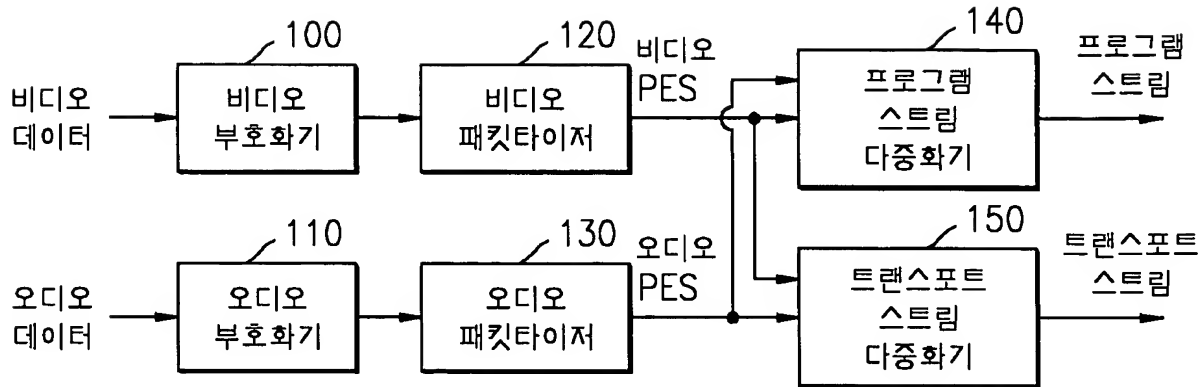 100
120
140
비디오
데이터
비디오
부호화기
비디오
패킷타이저
비디오
PES
프로그램
스트림
다중화기
프로그램
스트림
110
130
150
오디오
데이터
오디오
부호화기
오디오
패킷타이저
오디오
PES
트랜스포트
스트림
다중화기
트랜스포트
스트림